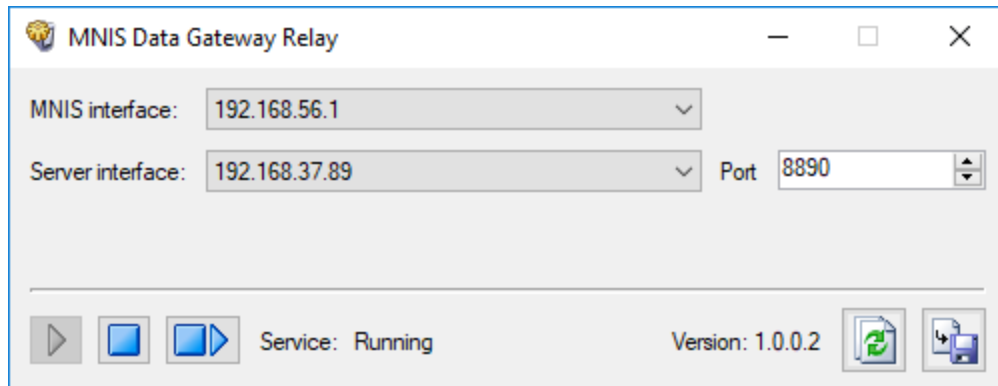 MNIS Data Gateway Relay
MNIS interface: 192.168.56.1
Server interface: 192.168.37.89 Port 8890
Service: Running Version: 1.0.0.2